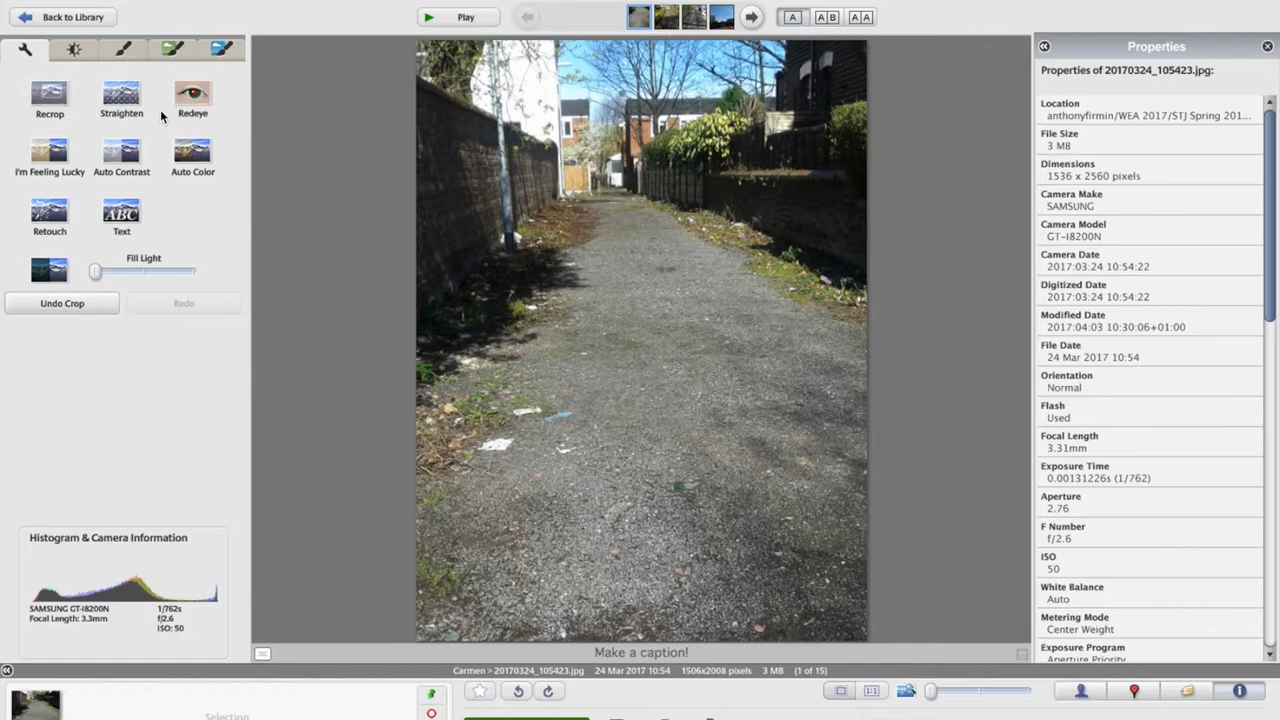 Back to Library
Play
A
AB
AA
Recrop
Straighten
Redeye
I'm Feeling Lucky
Auto Contrast
Auto Color
Retouch
ABC
Text
Fill Light
Undo Crop
Redo
Histogram & Camera Information
SAMSUNG GT-I8200N
Focal Length: 3.3mm
1/762s
f/2.6
ISO: 50
Make a caption!
Carmen > 20170324_105423.jpg 24 Mar 2017 10:54 1506x2008 pixels 3 MB (1 of 15)
Selection
1:1
Properties
Properties of 20170324_105423.jpg:
Location
anthonyfirmin/WEA 2017/STJ Spring 201...
File Size
3 MB
Dimensions
1536 x 2560 pixels
Camera Make
SAMSUNG
Camera Model
GT-I8200N
Camera Date
2017:03:24 10:54:22
Digitized Date
2017:03:24 10:54:22
Modified Date
2017:04:03 10:30:06+01:00
File Date
24 Mar 2017 10:54
Orientation
Normal
Flash
Used
Focal Length
3.31mm
Exposure Time
0.00131226s (1/762)
Aperture
2.76
F Number
f/2.6
ISO
50
White Balance
Auto
Metering Mode
Center Weight
Exposure Program
Aperture Priority